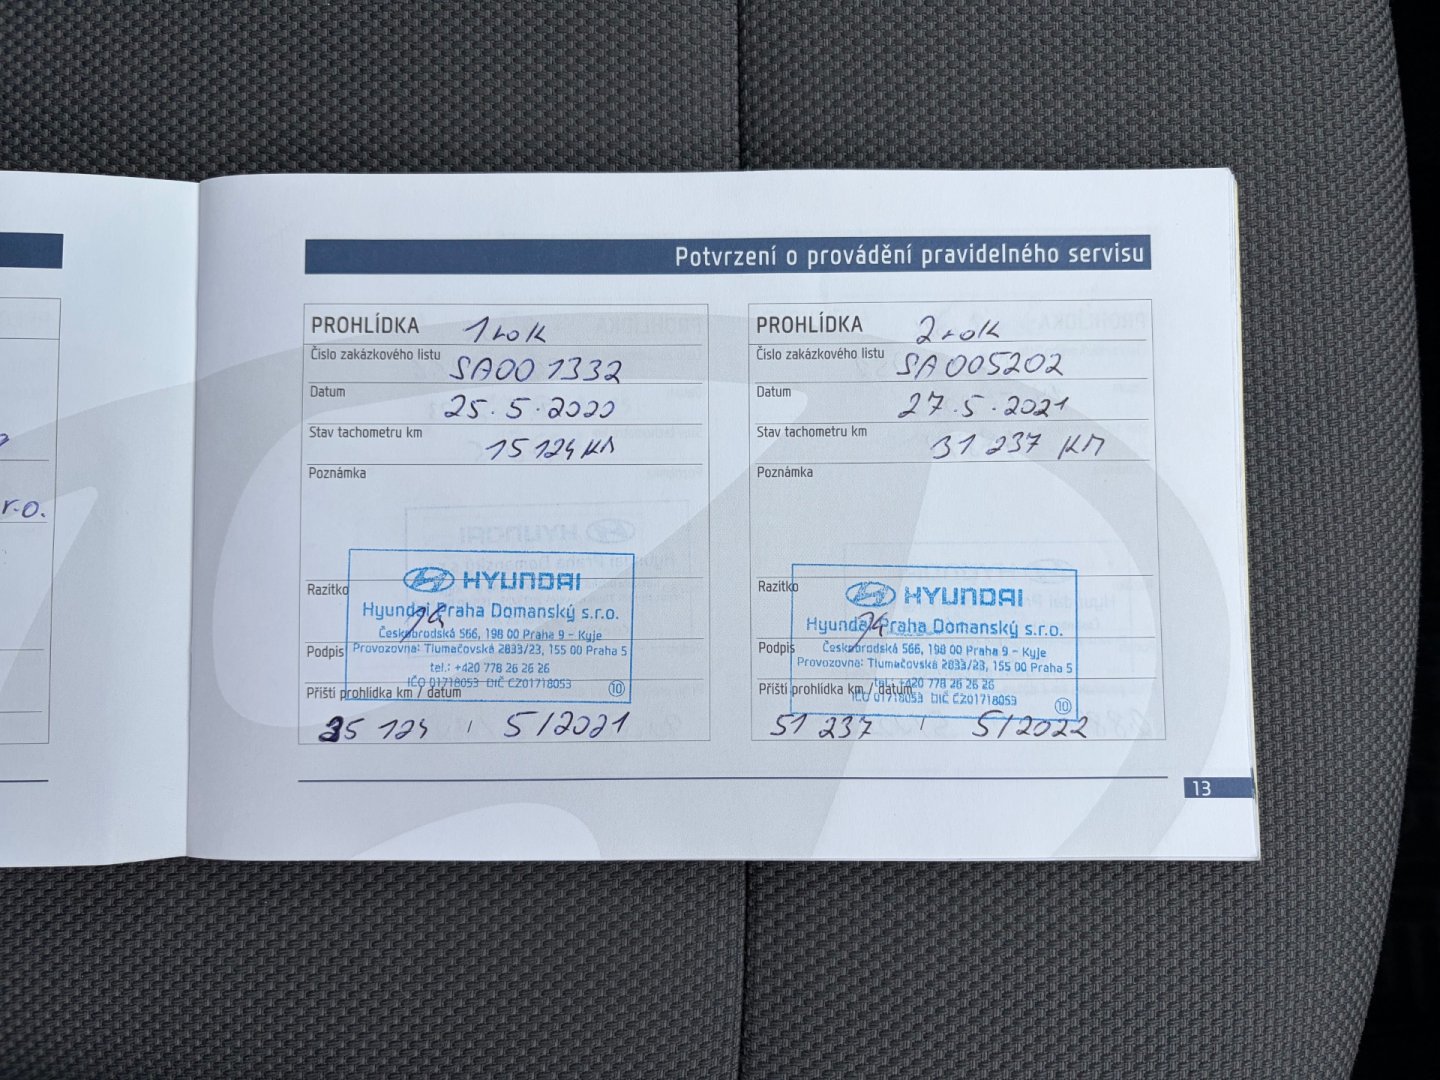 r.o.
Potvrzení o provádění pravidelného servisu
PROHLÍDKA 1 rok
Číslo zakázkového listu SA001332
Datum 25.5.2020
Stav tachometru km 15 124 KM
Poznámka
Razítko
HYUNDAI
Hyundai Praha Domanský s.r.o.
Českobrodská 566, 198 00 Praha 9 - Kyje
Podpis
Provozovna: Tlumačovská 2833/23, 155 00 Praha 5
tel.: +420 778 26 26 26
IČO 01718053 DIČ CZ01718053 10
Příští prohlídka km / datum
35 124 / 5/2021
PROHLÍDKA 2 rok
Číslo zakázkového listu SA005202
Datum 27.5.2021
Stav tachometru km 31 237 KM
Poznámka
Razítko
HYUNDAI
Hyundai Praha Domanský s.r.o.
Podpis
Českobrodská 566, 198 00 Praha 9 - Kyje
Provozovna: Tlumačovská 2833/23, 155 00 Praha 5
tel.: +420 778 26 26 26
Příští prohlídka km / datum
IČO 01718053 DIČ CZ01718053 10
51 237 / 5/2022
13